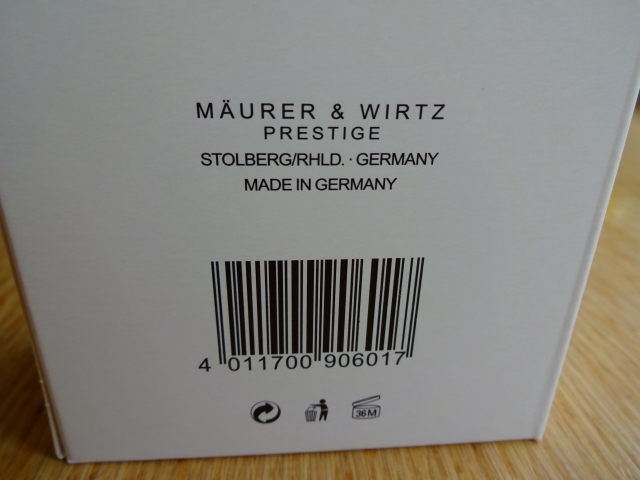 MÄURER & WIRTZ
PRESTIGE
STOLBERG/RHLD. · GERMANY
MADE IN GERMANY
4 011700 906017
36M